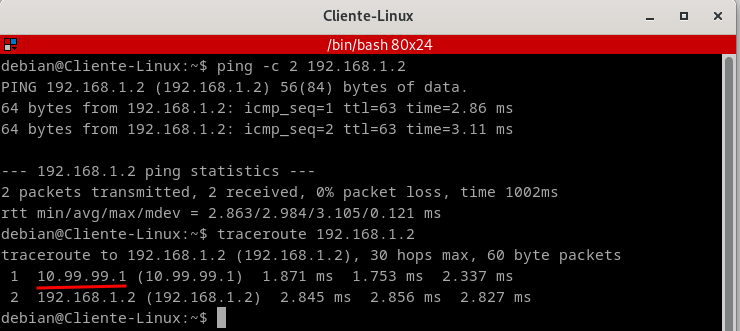 Cliente-Linux
/bin/bash 80x24
debian@Cliente-Linux:~$ ping -c 2 192.168.1.2
PING 192.168.1.2 (192.168.1.2) 56(84) bytes of data.
64 bytes from 192.168.1.2: icmp_seq=1 ttl=63 time=2.86 ms
64 bytes from 192.168.1.2: icmp_seq=2 ttl=63 time=3.11 ms
--- 192.168.1.2 ping statistics ---
2 packets transmitted, 2 received, 0% packet loss, time 1002ms
rtt min/avg/max/mdev = 2.863/2.984/3.105/0.121 ms
debian@Cliente-Linux:~$ traceroute 192.168.1.2
traceroute to 192.168.1.2 (192.168.1.2), 30 hops max, 60 byte packets
 1  10.99.99.1 (10.99.99.1)  1.871 ms  1.753 ms  2.337 ms
 2  192.168.1.2 (192.168.1.2)  2.845 ms  2.856 ms  2.827 ms
debian@Cliente-Linux:~$